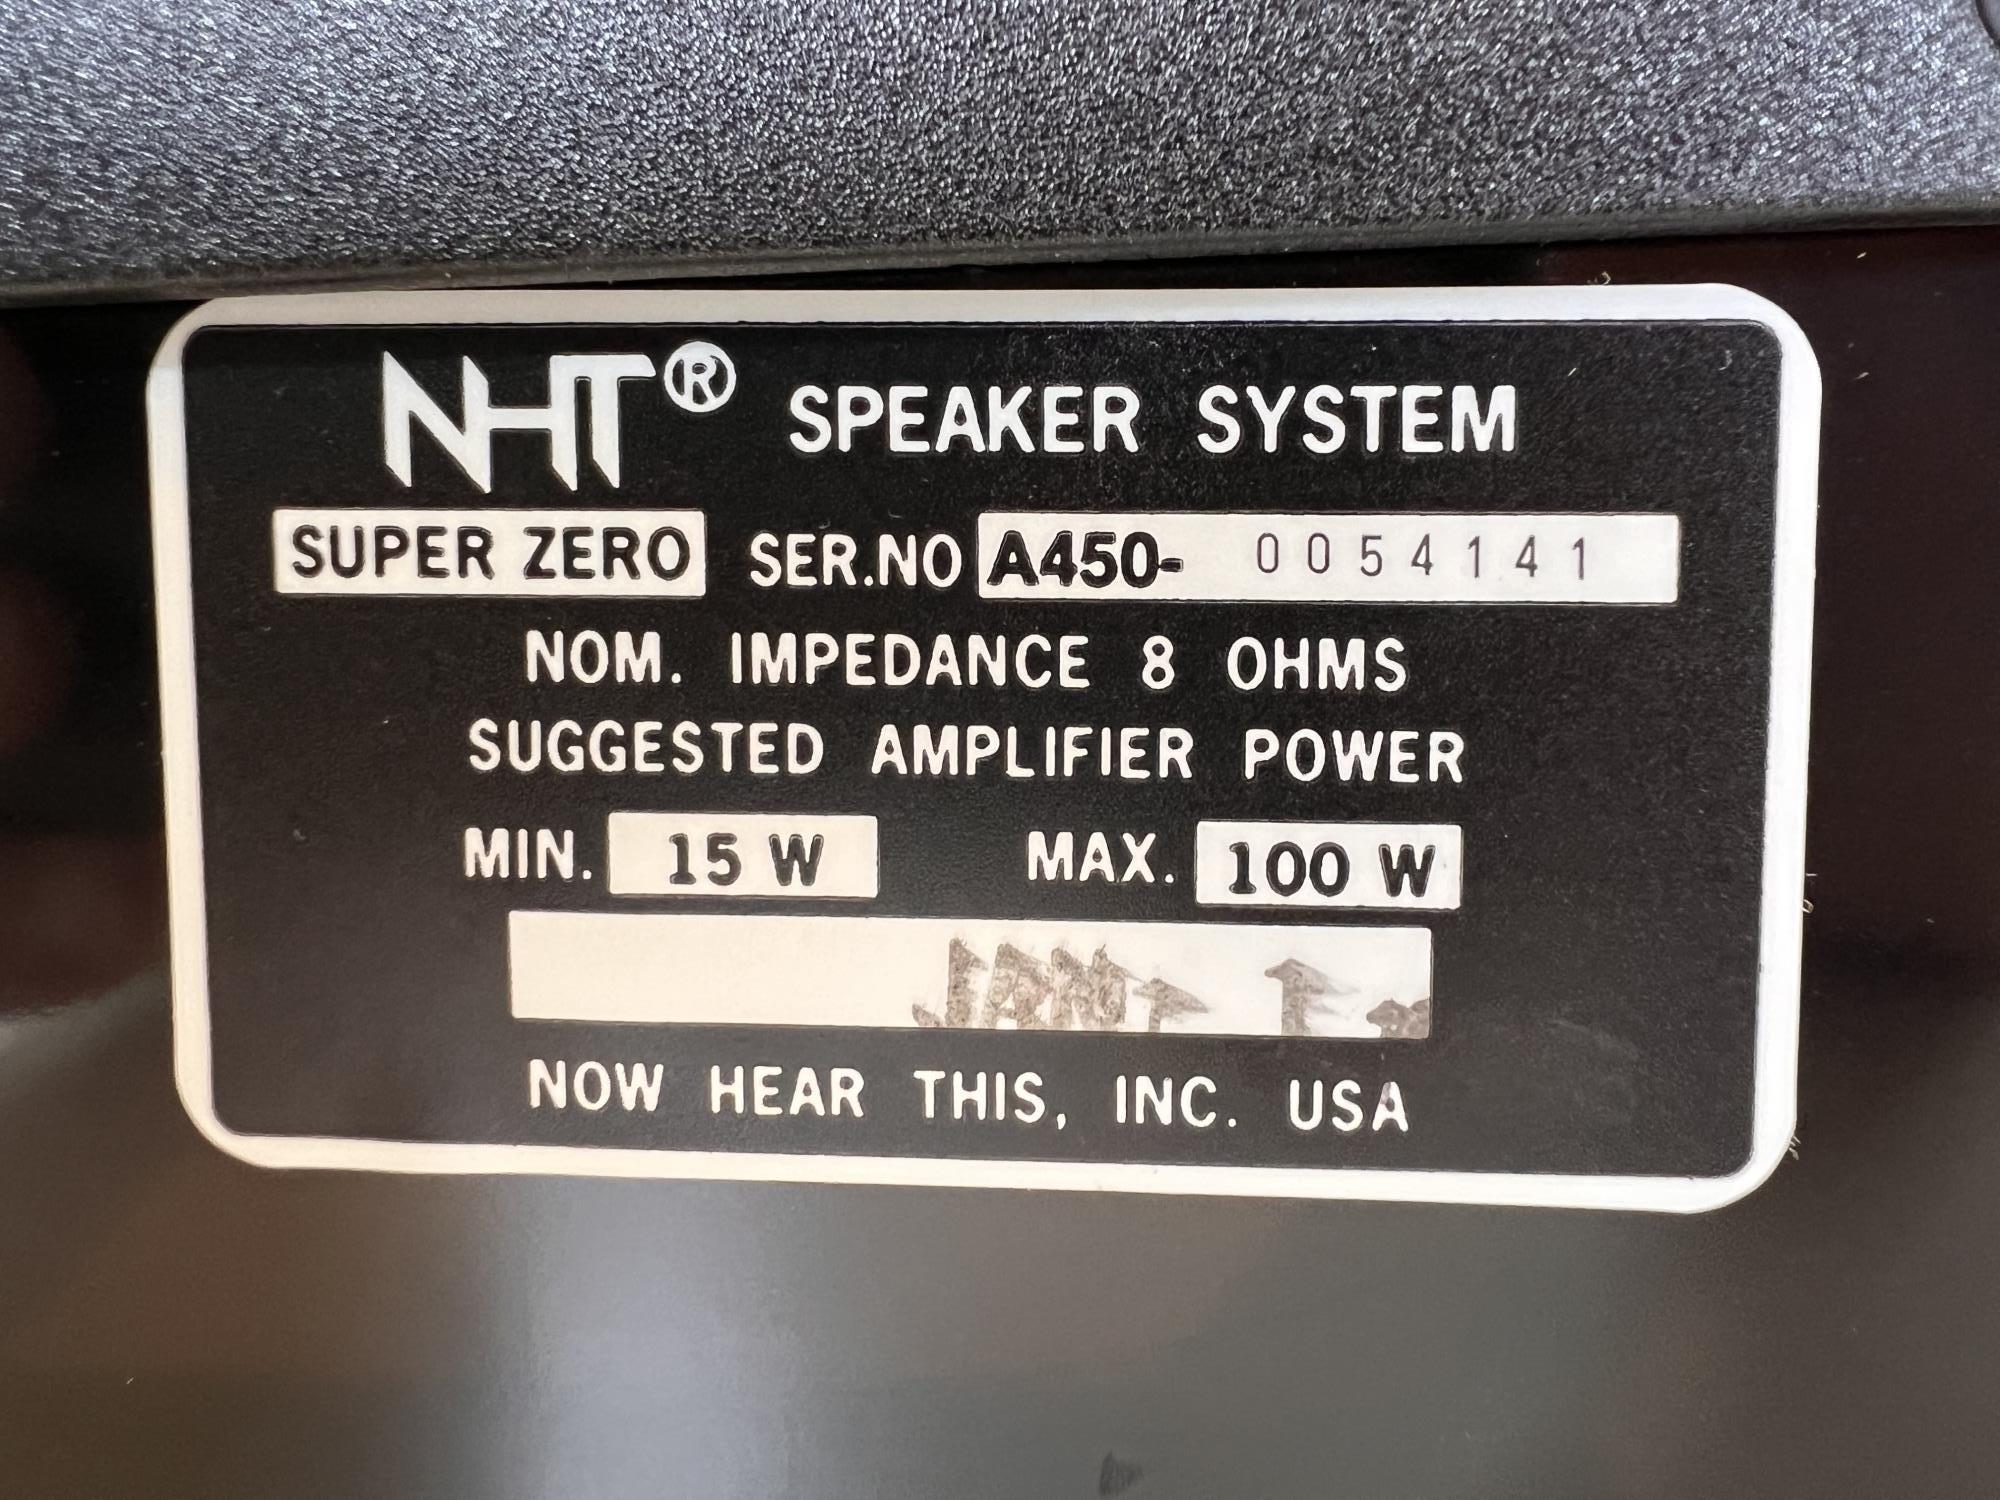 NHT® SPEAKER SYSTEM
SUPER ZERO SER.NO A450- 0054141
NOM. IMPEDANCE 8 OHMS
SUGGESTED AMPLIFIER POWER
MIN. 15 W MAX. 100 W
NOW HEAR THIS, INC. USA